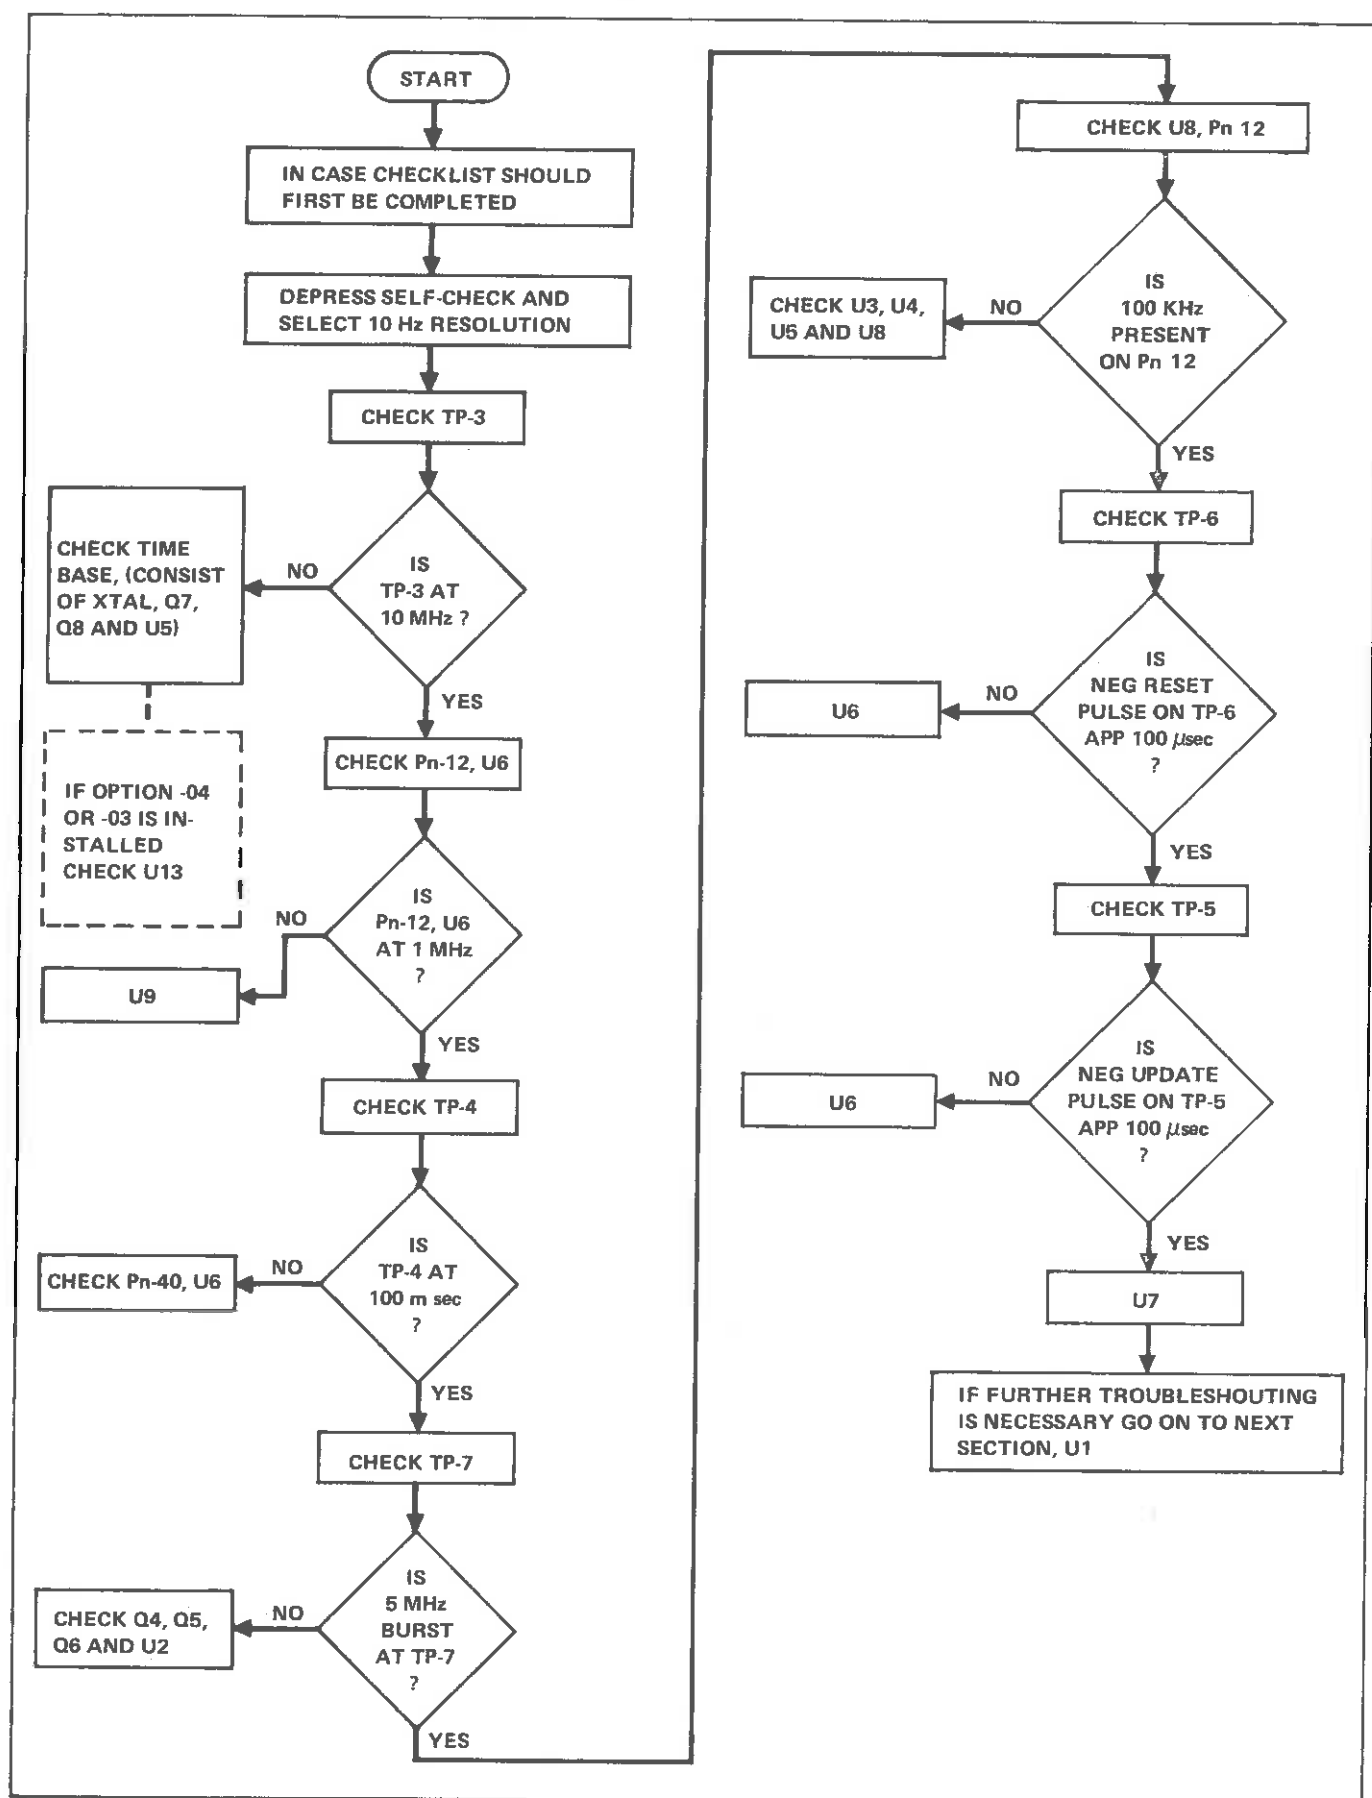 START
IN CASE CHECKLIST SHOULD
FIRST BE COMPLETED
DEPRESS SELF-CHECK AND
SELECT 10 Hz RESOLUTION
CHECK TP-3
IS
TP-3 AT
10 MHz ?
NO
CHECK TIME
BASE, (CONSIST
OF XTAL, Q7,
Q8 AND U5)
IF OPTION -04
OR -03 IS IN-
STALLED
CHECK U13
YES
CHECK Pn-12, U6
IS
Pn-12, U6
AT 1 MHz
?
NO
U9
YES
CHECK TP-4
IS
TP-4 AT
100 m sec
?
NO
CHECK Pn-40, U6
YES
CHECK TP-7
IS
5 MHz
BURST
AT TP-7
?
NO
CHECK Q4, Q5,
Q6 AND U2
YES
CHECK U8, Pn 12
IS
100 KHz
PRESENT
ON Pn 12
NO
CHECK U3, U4,
U6 AND U8
YES
CHECK TP-6
IS
NEG RESET
PULSE ON TP-6
APP 100 μsec
?
NO
U6
YES
CHECK TP-5
IS
NEG UPDATE
PULSE ON TP-5
APP 100 μsec
?
NO
U6
YES
U7
IF FURTHER TROUBLESHOUTING
IS NECESSARY GO ON TO NEXT
SECTION, U1